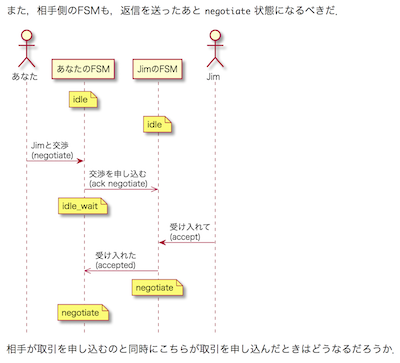 また，相手側のFSMも，返信を送ったあと negotiate 状態になるべきだ．
あなた
あなたのFSM
JimのFSM
Jim
idle
idle
Jimと交渉
(negotiate)
交渉を申し込む
(ack negotiate)
idle_wait
受け入れて
(accept)
受け入れた
(accepted)
negotiate
negotiate
相手が取引を申し込むのと同時にこちらが取引を申し込んだときはどうなるだろうか．